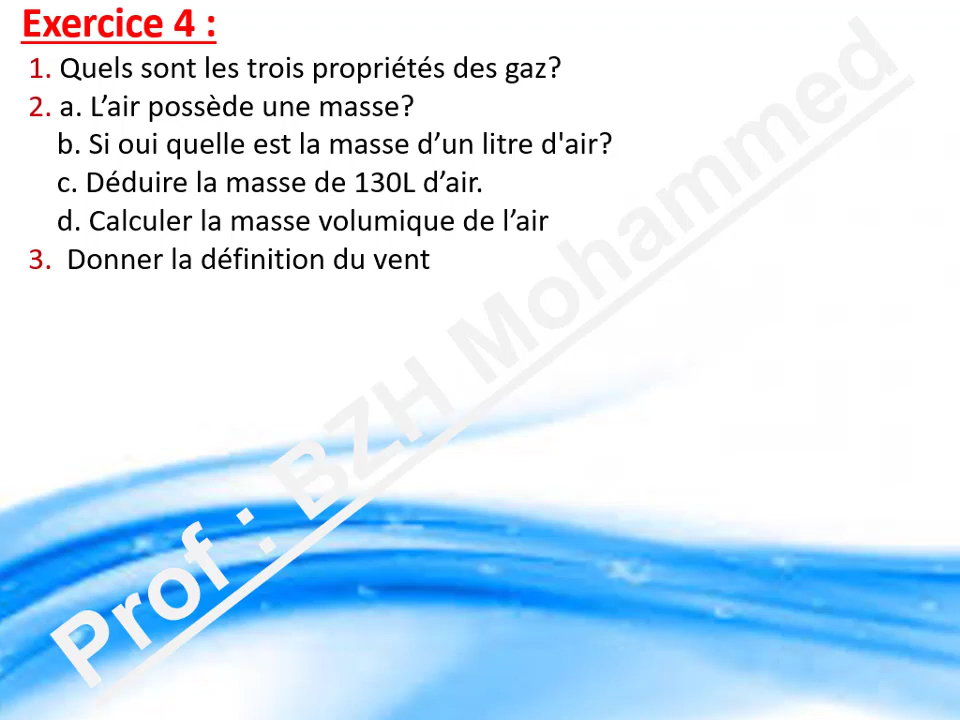 Exercice 4 :
1. Quels sont les trois propriétés des gaz?
2. a. L’air possède une masse?
b. Si oui quelle est la masse d’un litre d'air?
c. Déduire la masse de 130L d’air.
d. Calculer la masse volumique de l’air
3. Donner la définition du vent
Prof : BZH Mohammed